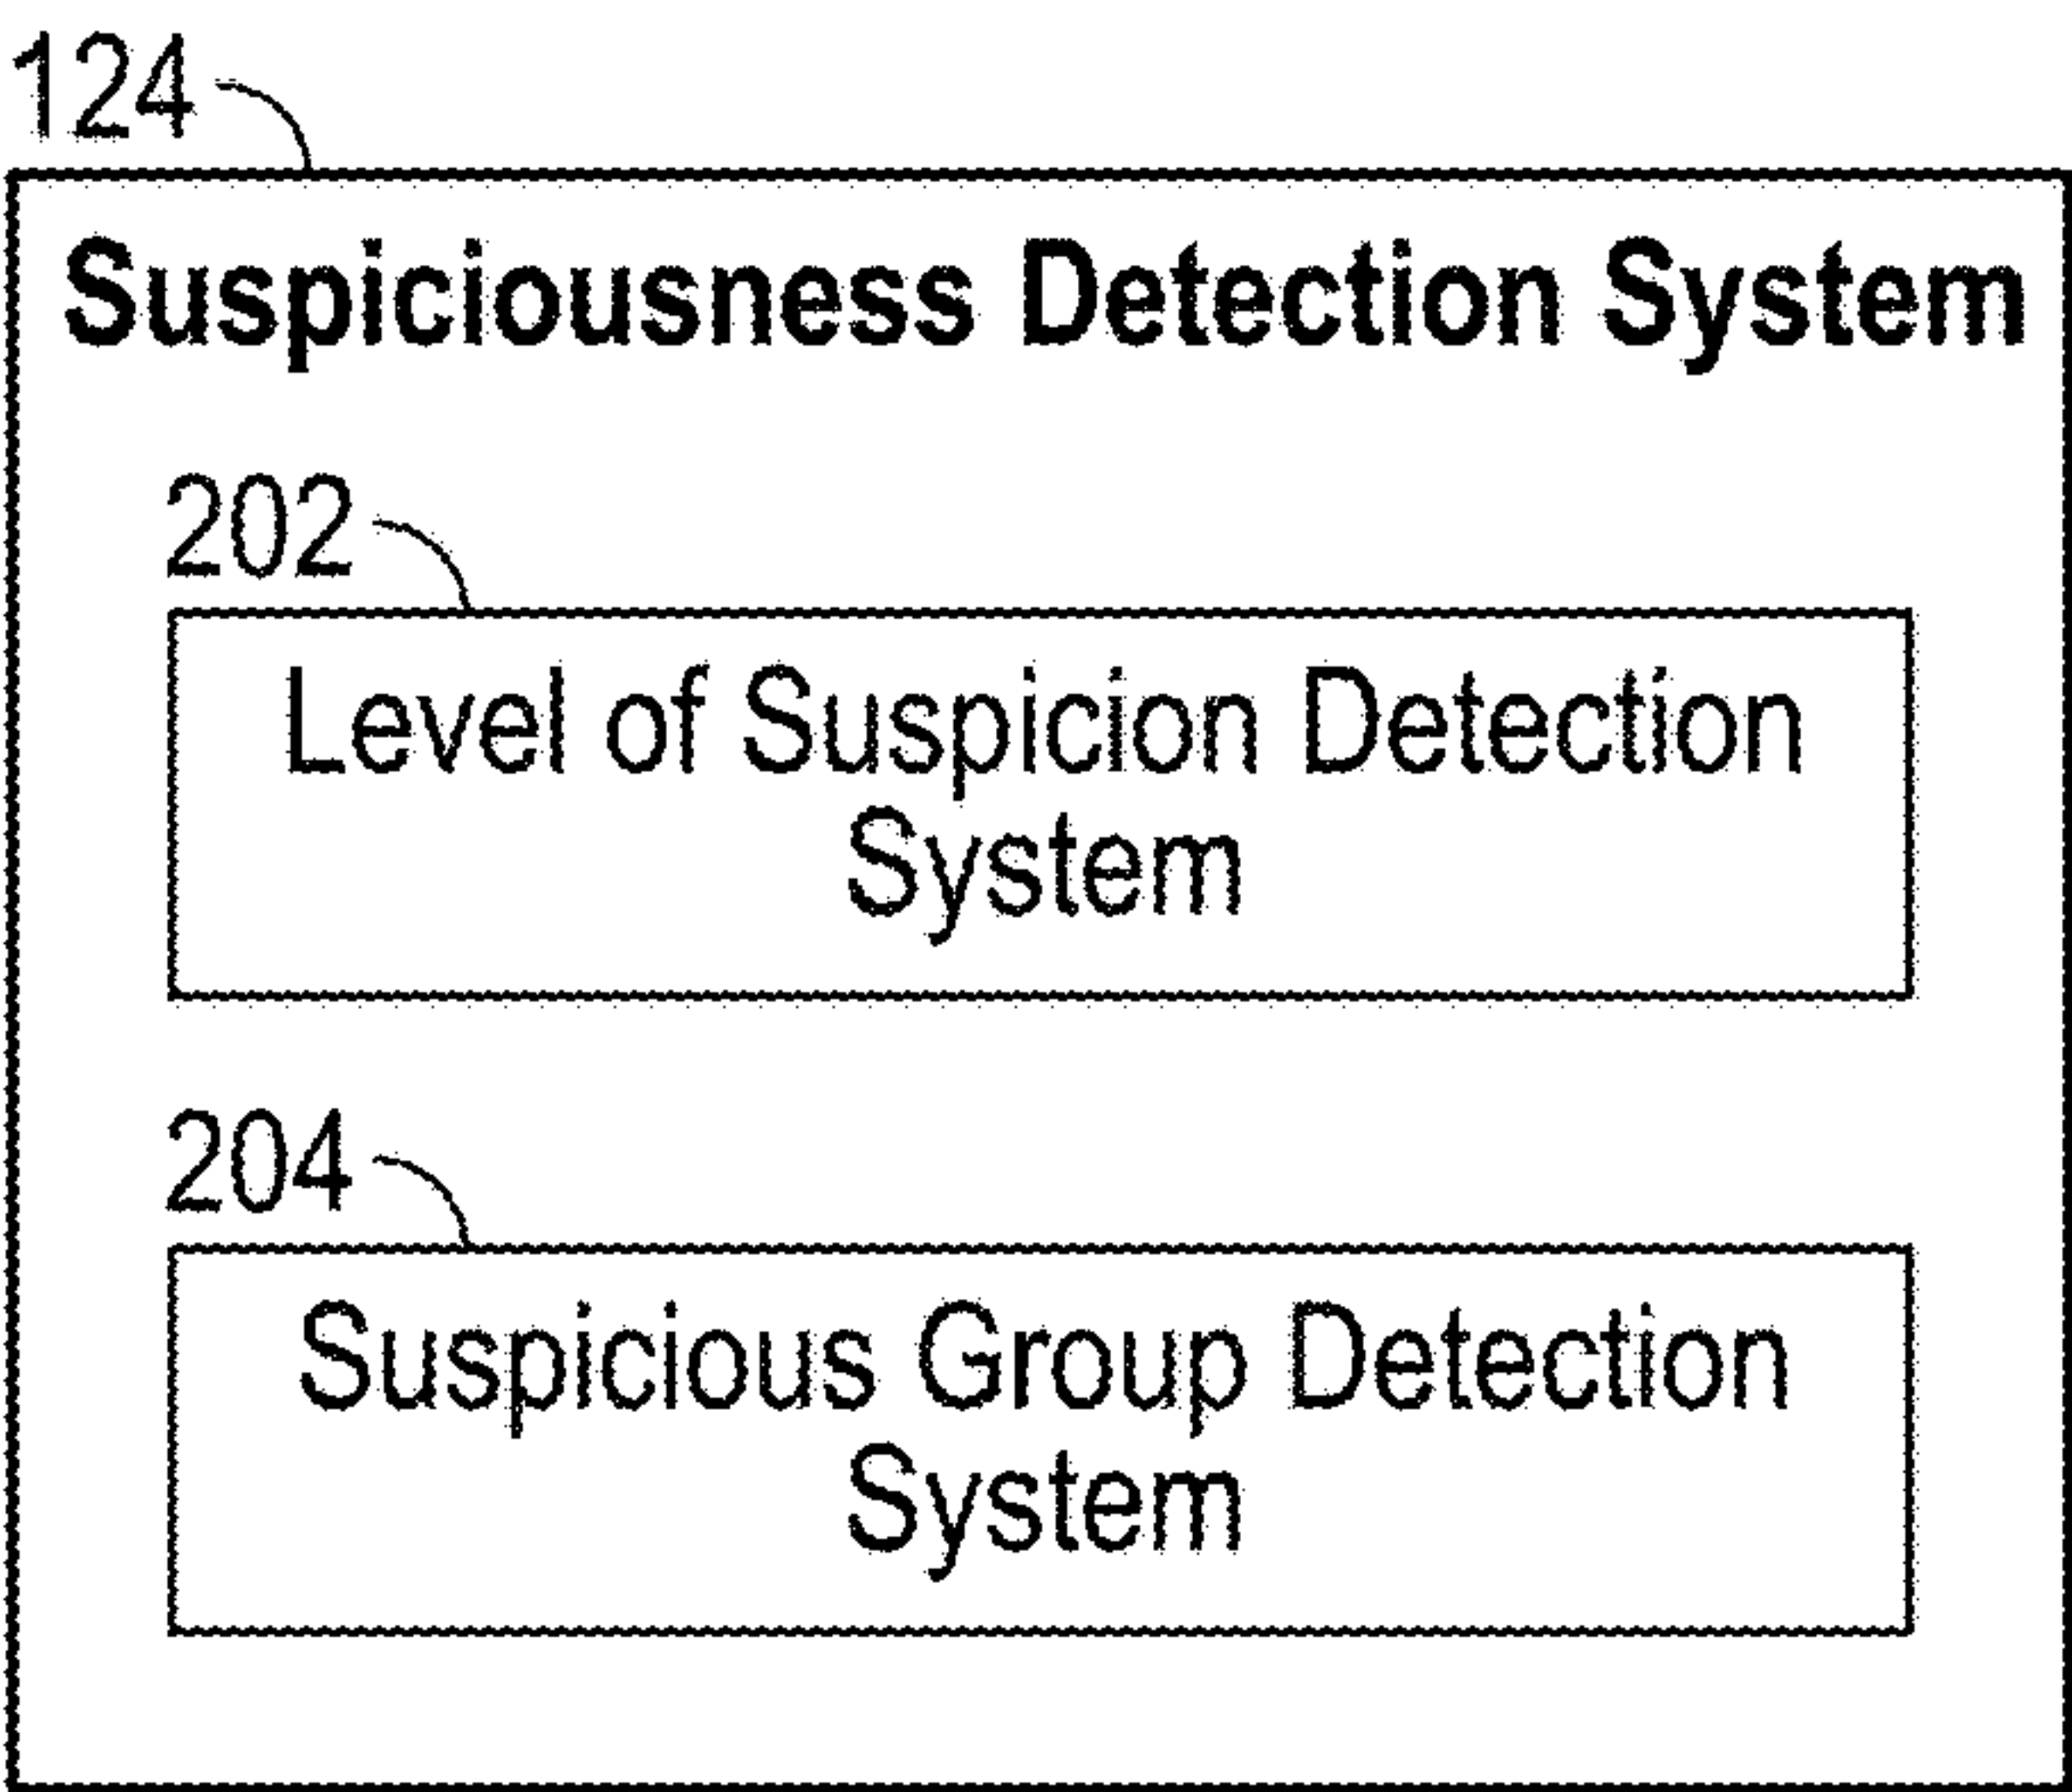 124
Suspiciousness Detection System
202
Level of Suspicion Detection
System
204
Suspicious Group Detection
System